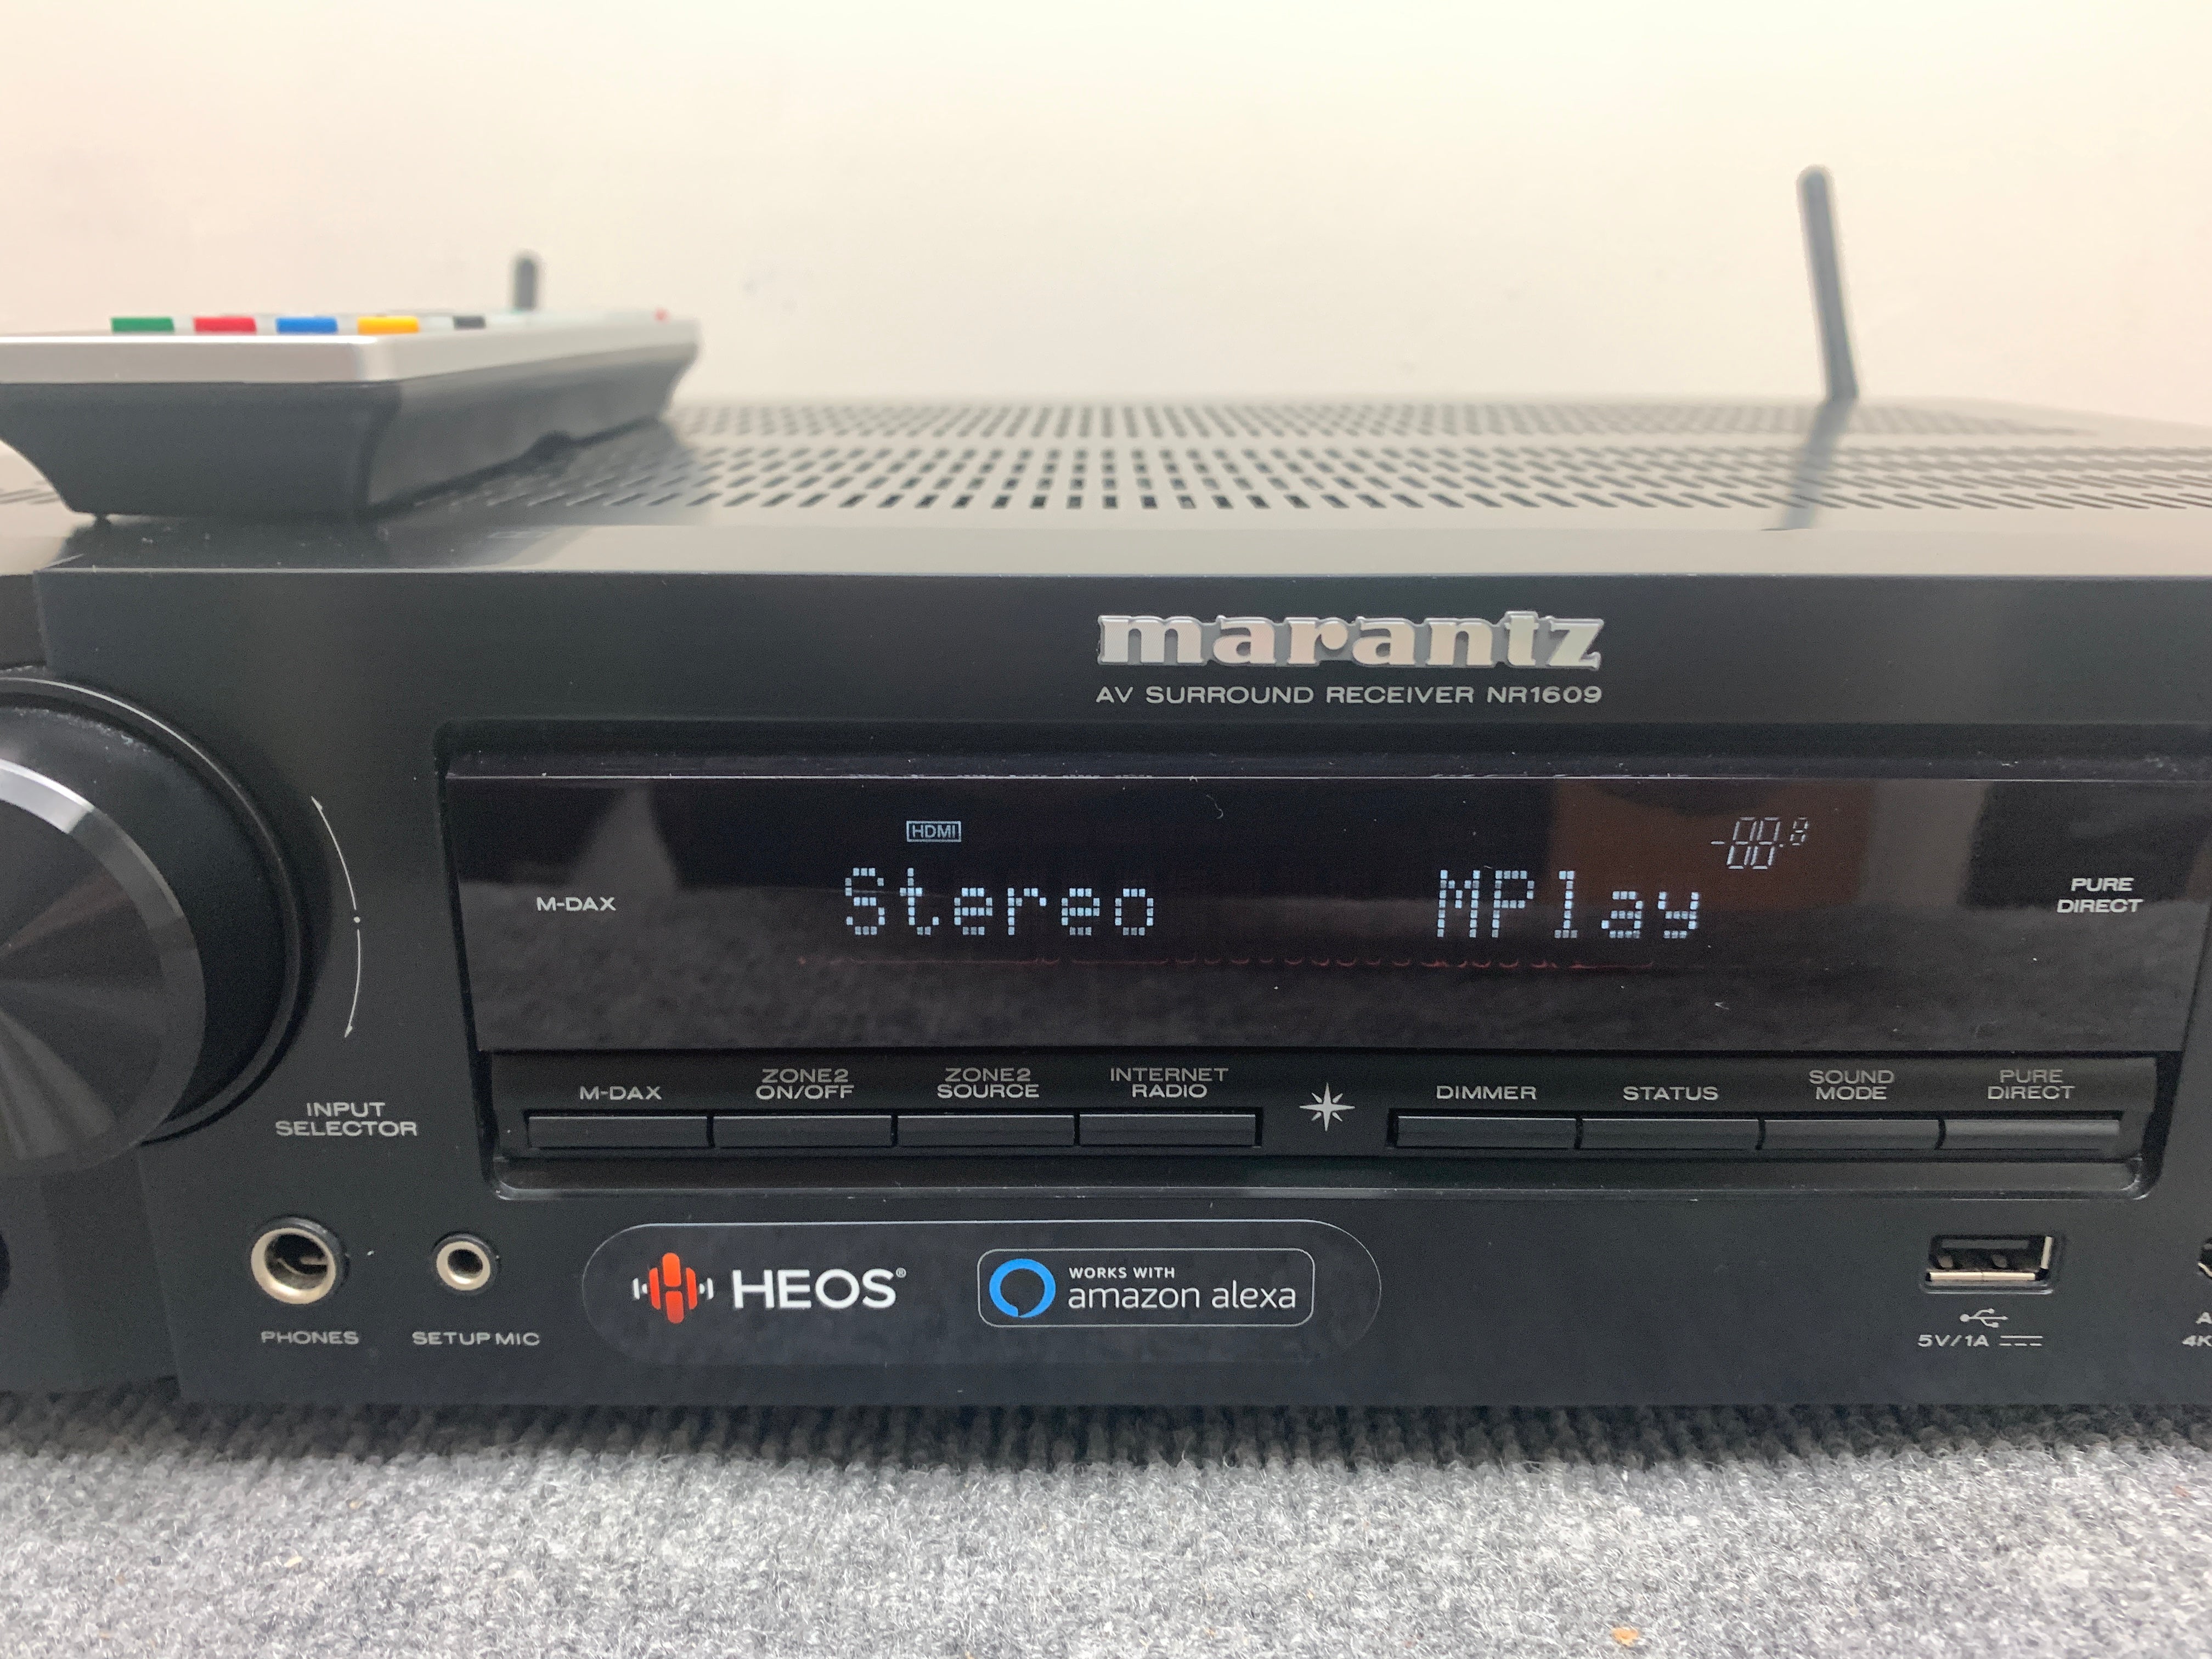 marantz
AV SURROUND RECEIVER NR1609
HDMI
M-DAX
Stereo MPlay
PURE
DIRECT
M-DAX
ZONE2
ON/OFF
ZONE2
SOURCE
INTERNET
RADIO
DIMMER
STATUS
SOUND
MODE
PURE
DIRECT
INPUT
SELECTOR
PHONES
SETUP MIC
HEOS®
WORKS WITH
amazon alexa
5V/1A
4K